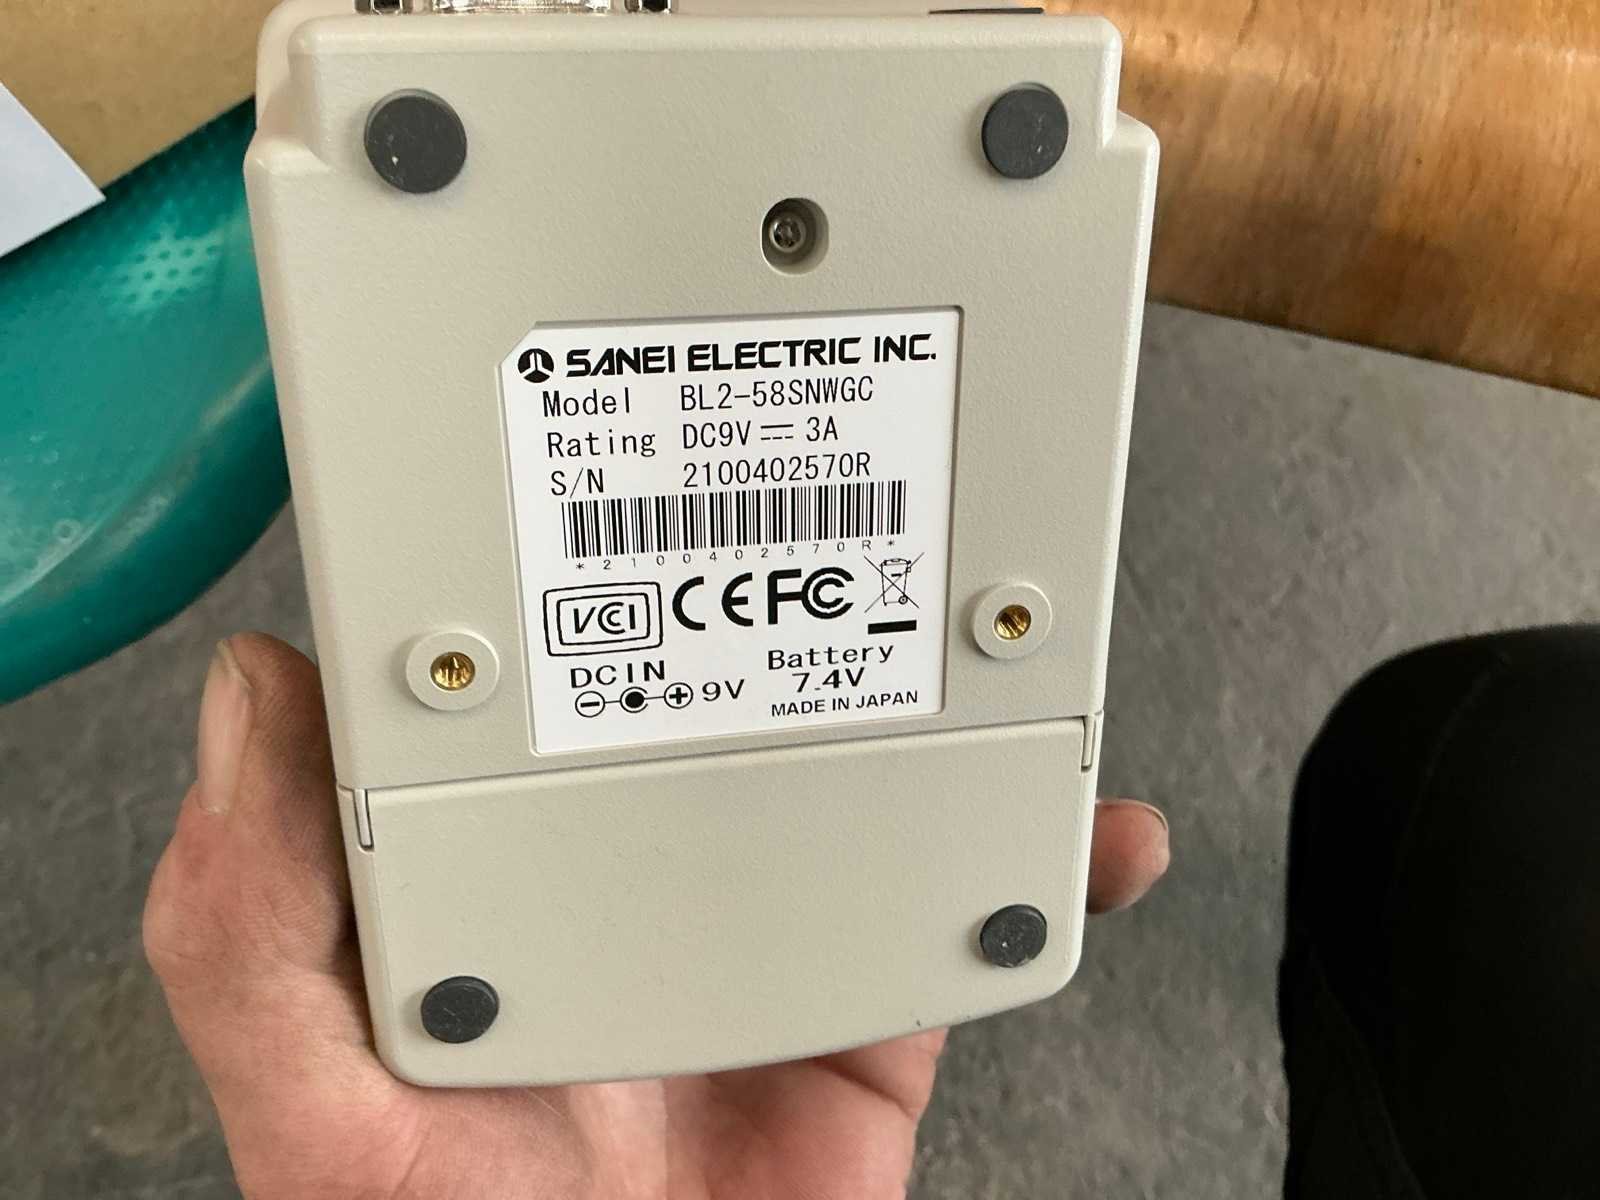 SANEI ELECTRIC INC.
Model BL2-58SNWGC
Rating DC9V 3A
S/N 2100402570R
*2100402570R*
VCI CE FC
DC IN
9V
Battery
7.4V
MADE IN JAPAN